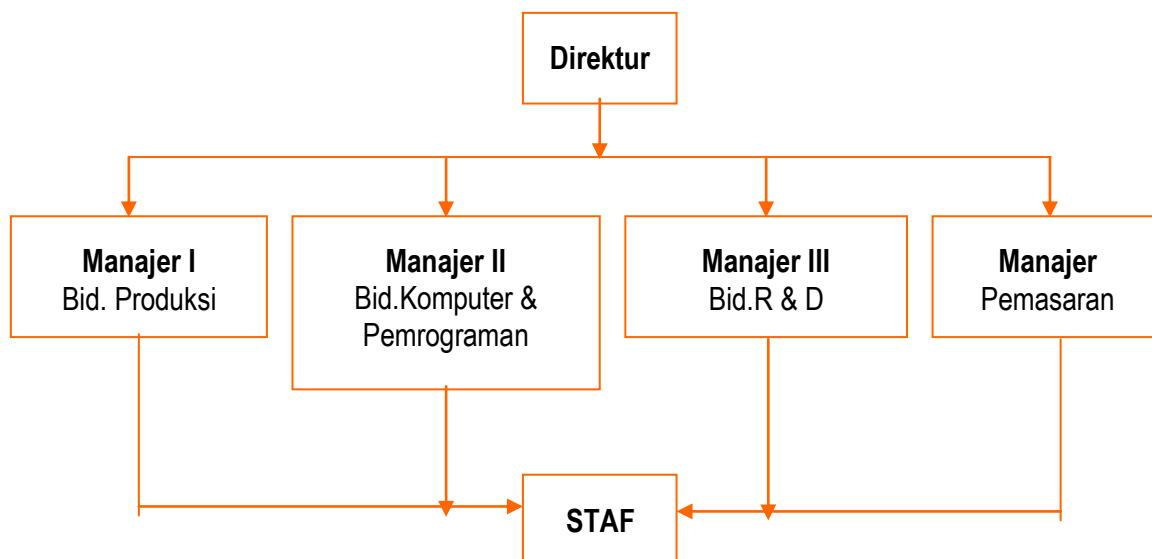 Direktur
Manajer I
Bid. Produksi
Manajer II
Bid.Komputer &
Pemrograman
Manajer III
Bid.R & D
Manajer
Pemasaran
STAF